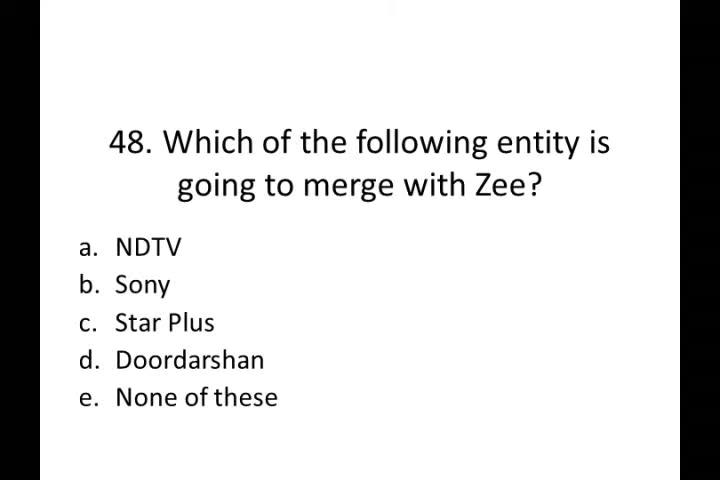 48. Which of the following entity is
going to merge with Zee?
a. NDTV
b. Sony
c. Star Plus
d. Doordarshan
e. None of these